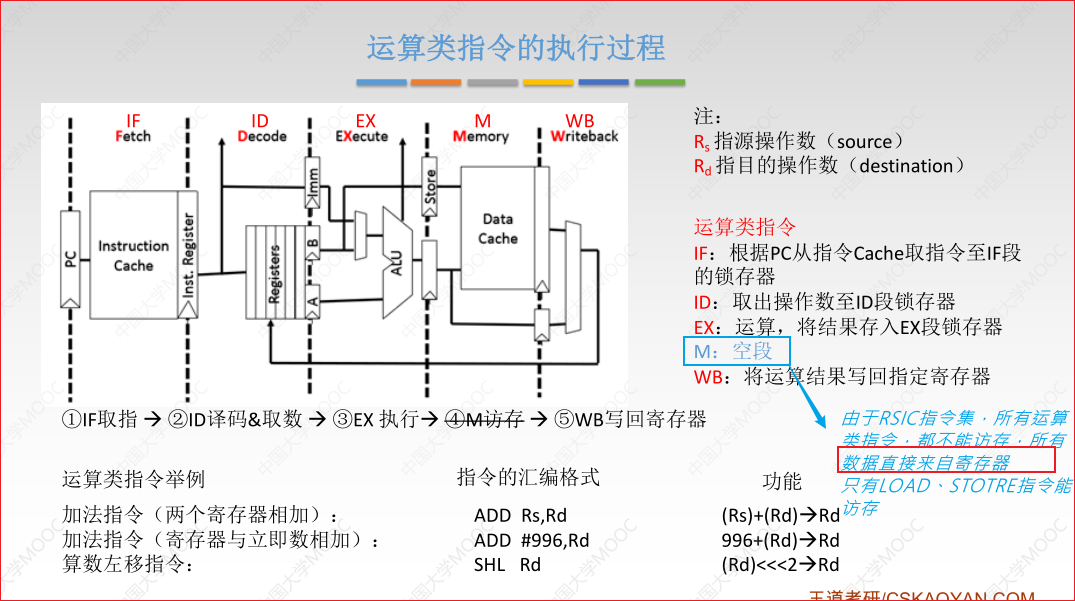 运算类指令的执行过程
IF ID EX M WB
Fetch Decode EXecute Memory Writeback
PC
Instruction
Cache
Inst. Register
Registers
Imm
B
A
ALU
Store
Data
Cache
注：
Rs 指源操作数（source）
Rd 指目的操作数（destination）
运算类指令
IF：根据PC从指令Cache取指令至IF段
的锁存器
ID：取出操作数至ID段锁存器
EX：运算，将结果存入EX段锁存器
M：空段
WB：将运算结果写回指定寄存器
由于RSIC指令集，所有运算
类指令，都不能访存，所有
数据直接来自寄存器
只有LOAD、STOTRE指令能
访存
①IF取指 → ②ID译码&取数 → ③EX 执行→ ④M访存 → ⑤WB写回寄存器
运算类指令举例 指令的汇编格式 功能
加法指令（两个寄存器相加）： ADD Rs,Rd (Rs)+(Rd)→Rd
加法指令（寄存器与立即数相加）： ADD #996,Rd 996+(Rd)→Rd
算数左移指令： SHL Rd (Rd)<<<2→Rd
王道考研/CSKAOYAN.COM
中国大学MOOC